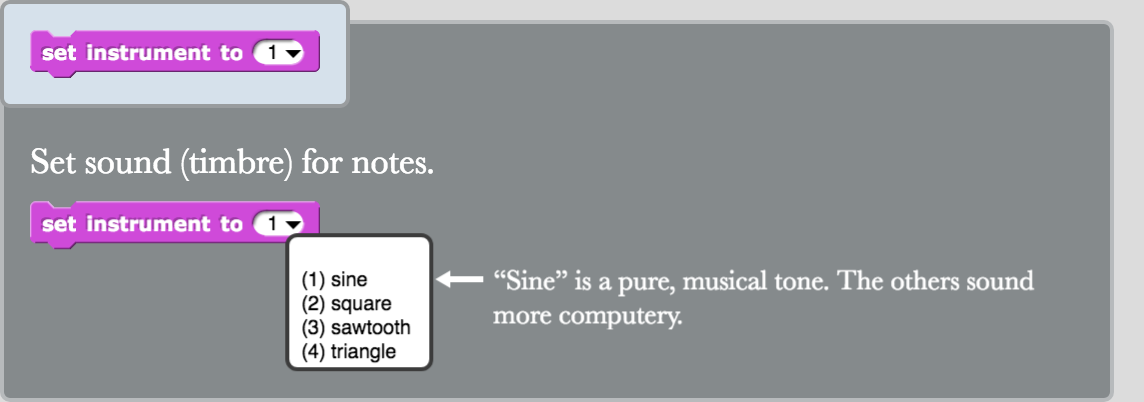 set instrument to 1
Set sound (timbre) for notes.
set instrument to 1
(1) sine
(2) square
(3) sawtooth
(4) triangle
“Sine” is a pure, musical tone. The others sound
more computery.